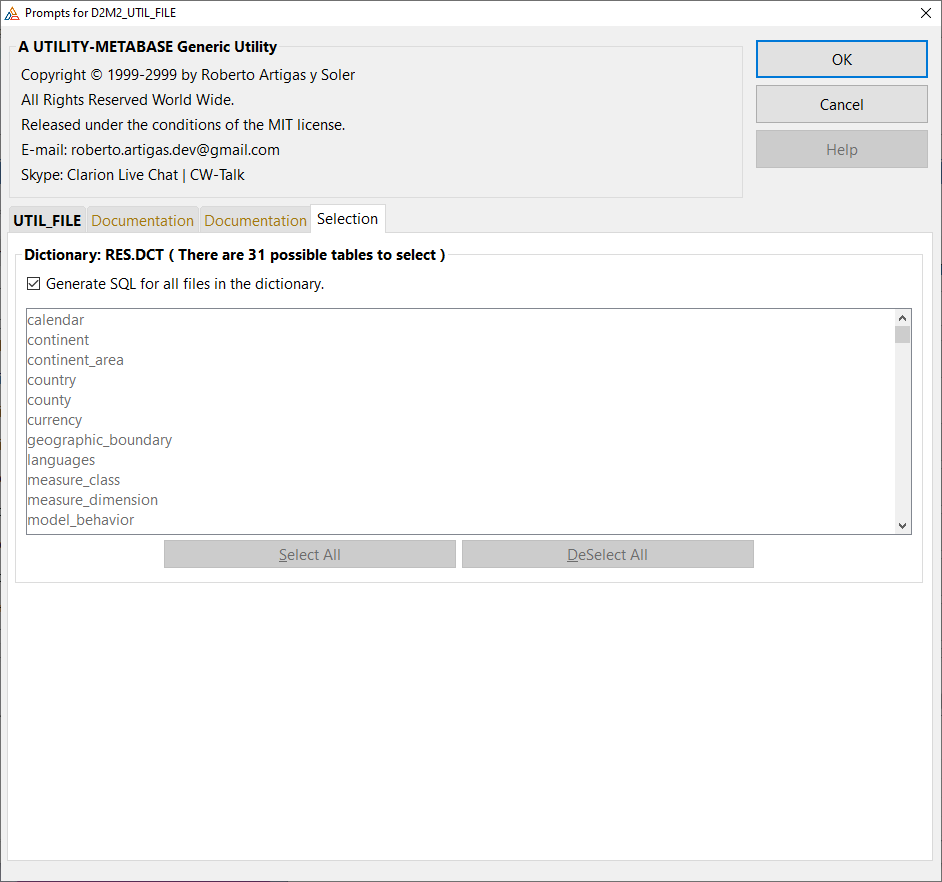 Prompts for D2M2_UTIL_FILE
A UTILITY-METABASE Generic Utility
Copyright © 1999-2999 by Roberto Artigas y Soler
All Rights Reserved World Wide.
Released under the conditions of the MIT license.
E-mail: roberto.artigas.dev@gmail.com
Skype: Clarion Live Chat | CW-Talk
OK
Cancel
Help
UTIL_FILE Documentation Documentation Selection
Dictionary: RES.DCT ( There are 31 possible tables to select )
Generate SQL for all files in the dictionary.
calendar
continent
continent_area
country
county
currency
geographic_boundary
languages
measure_class
measure_dimension
model_behavior
Select All DeSelect All